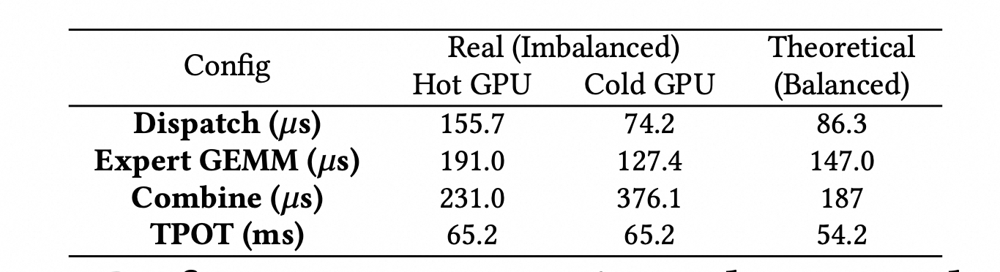 Config Real (Imbalanced) Theoretical
Hot GPU Cold GPU (Balanced)
Dispatch (μs) 155.7 74.2 86.3
Expert GEMM (μs) 191.0 127.4 147.0
Combine (μs) 231.0 376.1 187
TPOT (ms) 65.2 65.2 54.2